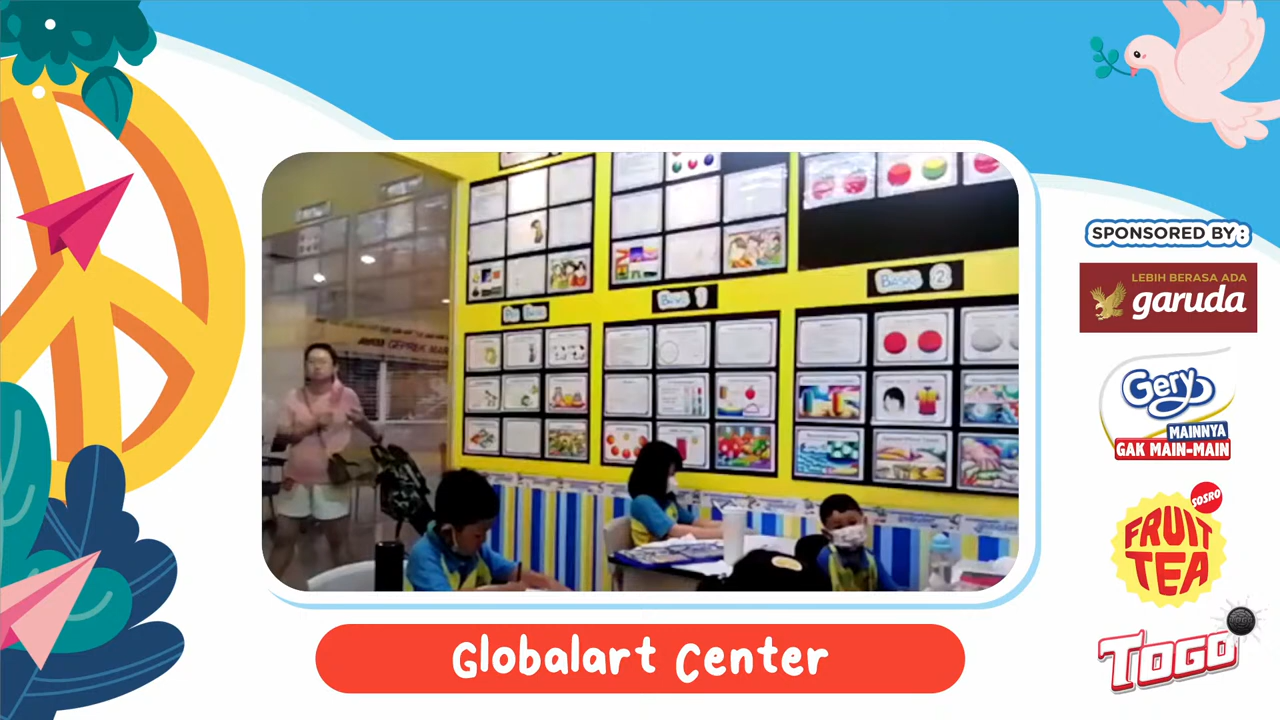 SPONSORED BY :
LEBIH BERASA ADA
garuda
Gery
MAINNYA
GAK MAIN-MAIN
SOSRO
FRUIT
TEA
TOGO
Basic 1
Basic 2
Globalart Center